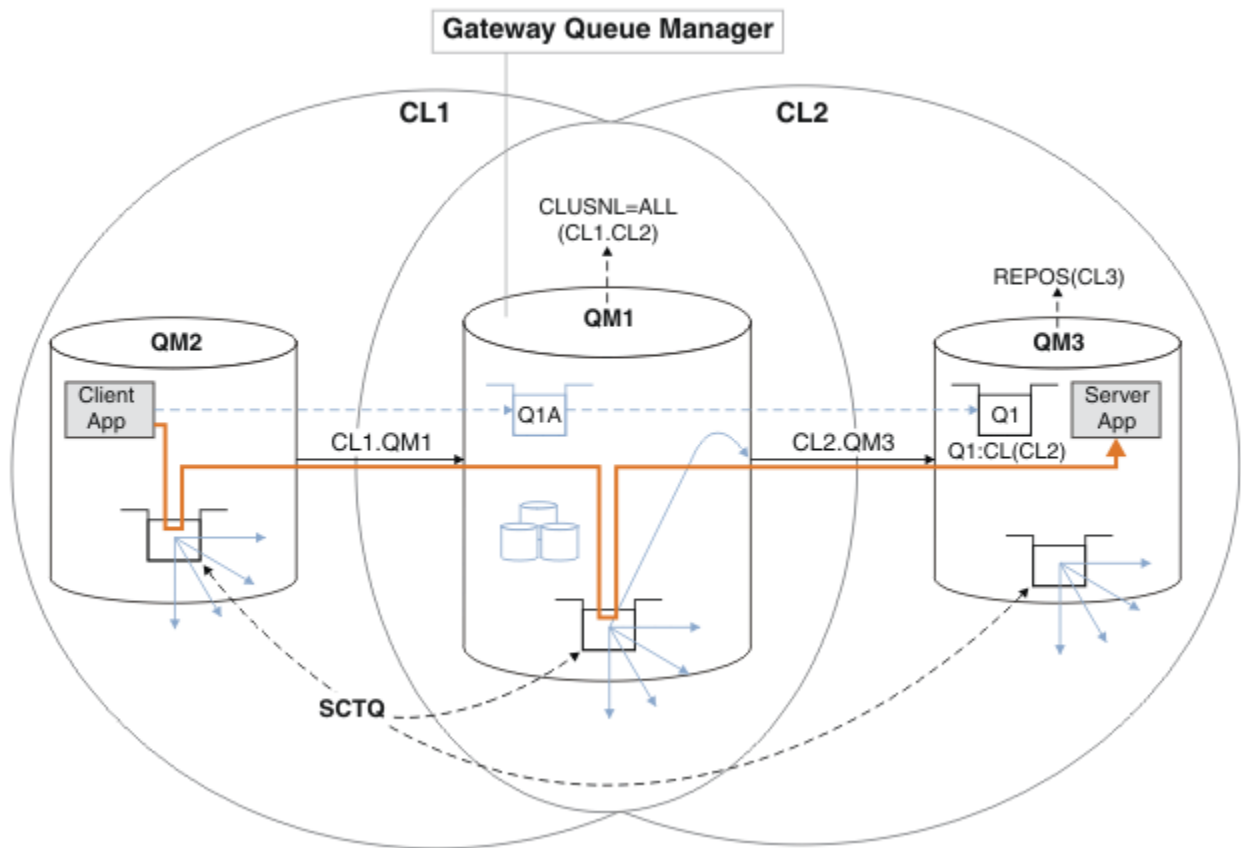 Gateway Queue Manager
CL1
CL2
CLUSNL=ALL
(CL1.CL2)
REPOS(CL3)
QM2
QM1
QM3
Client
App
Q1A
Q1
Server
App
CL1.QM1
CL2.QM3
Q1:CL(CL2)
SCTQ